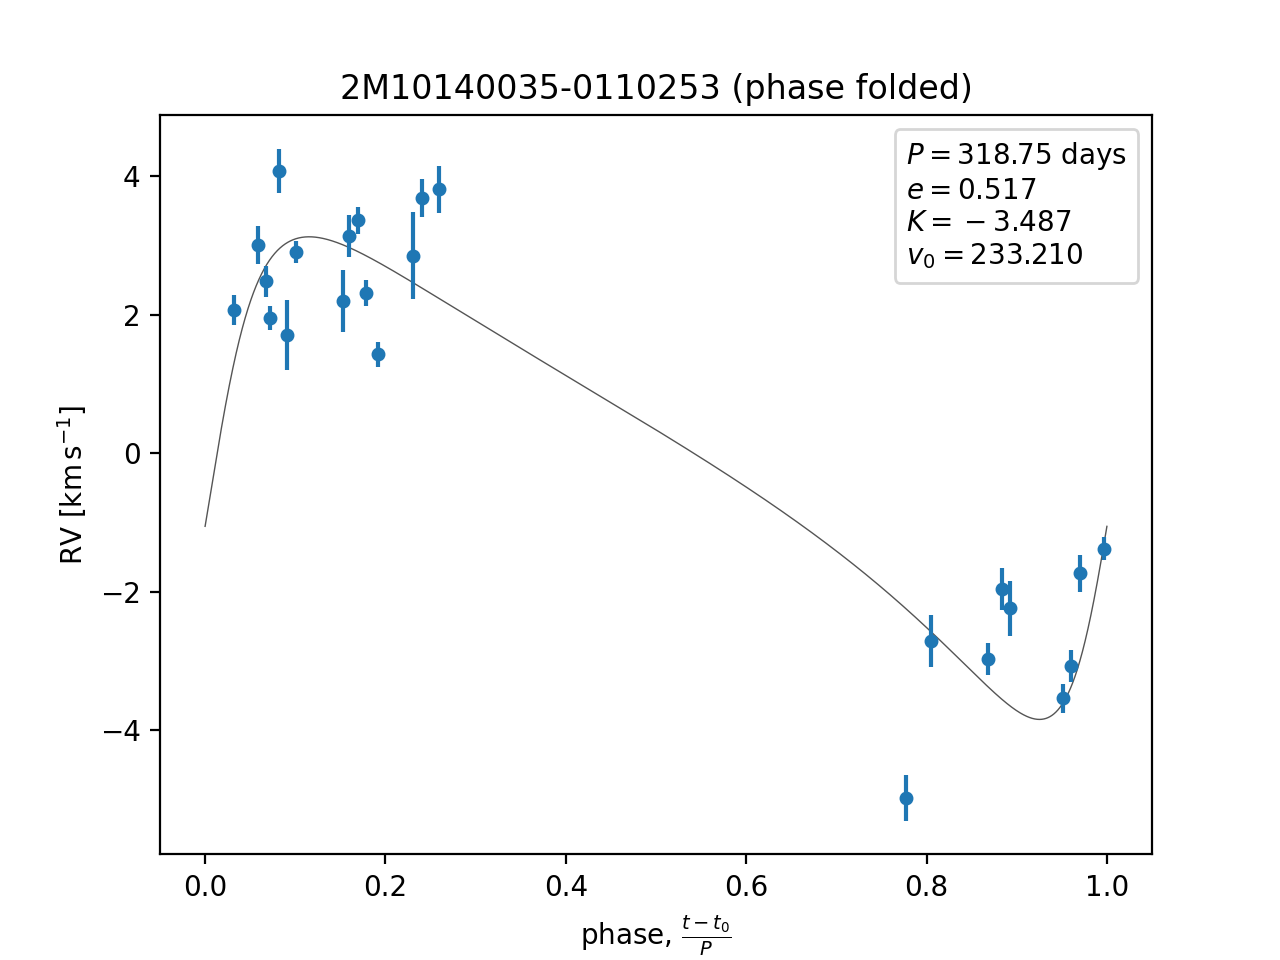 2M10140035-0110253 (phase folded)
P = 318.75 days
e = 0.517
K = −3.487
v₀ = 233.210
RV [km s⁻¹]
4
2
0
−2
−4
0.0 0.2 0.4 0.6 0.8 1.0
phase, (t − t₀)/P